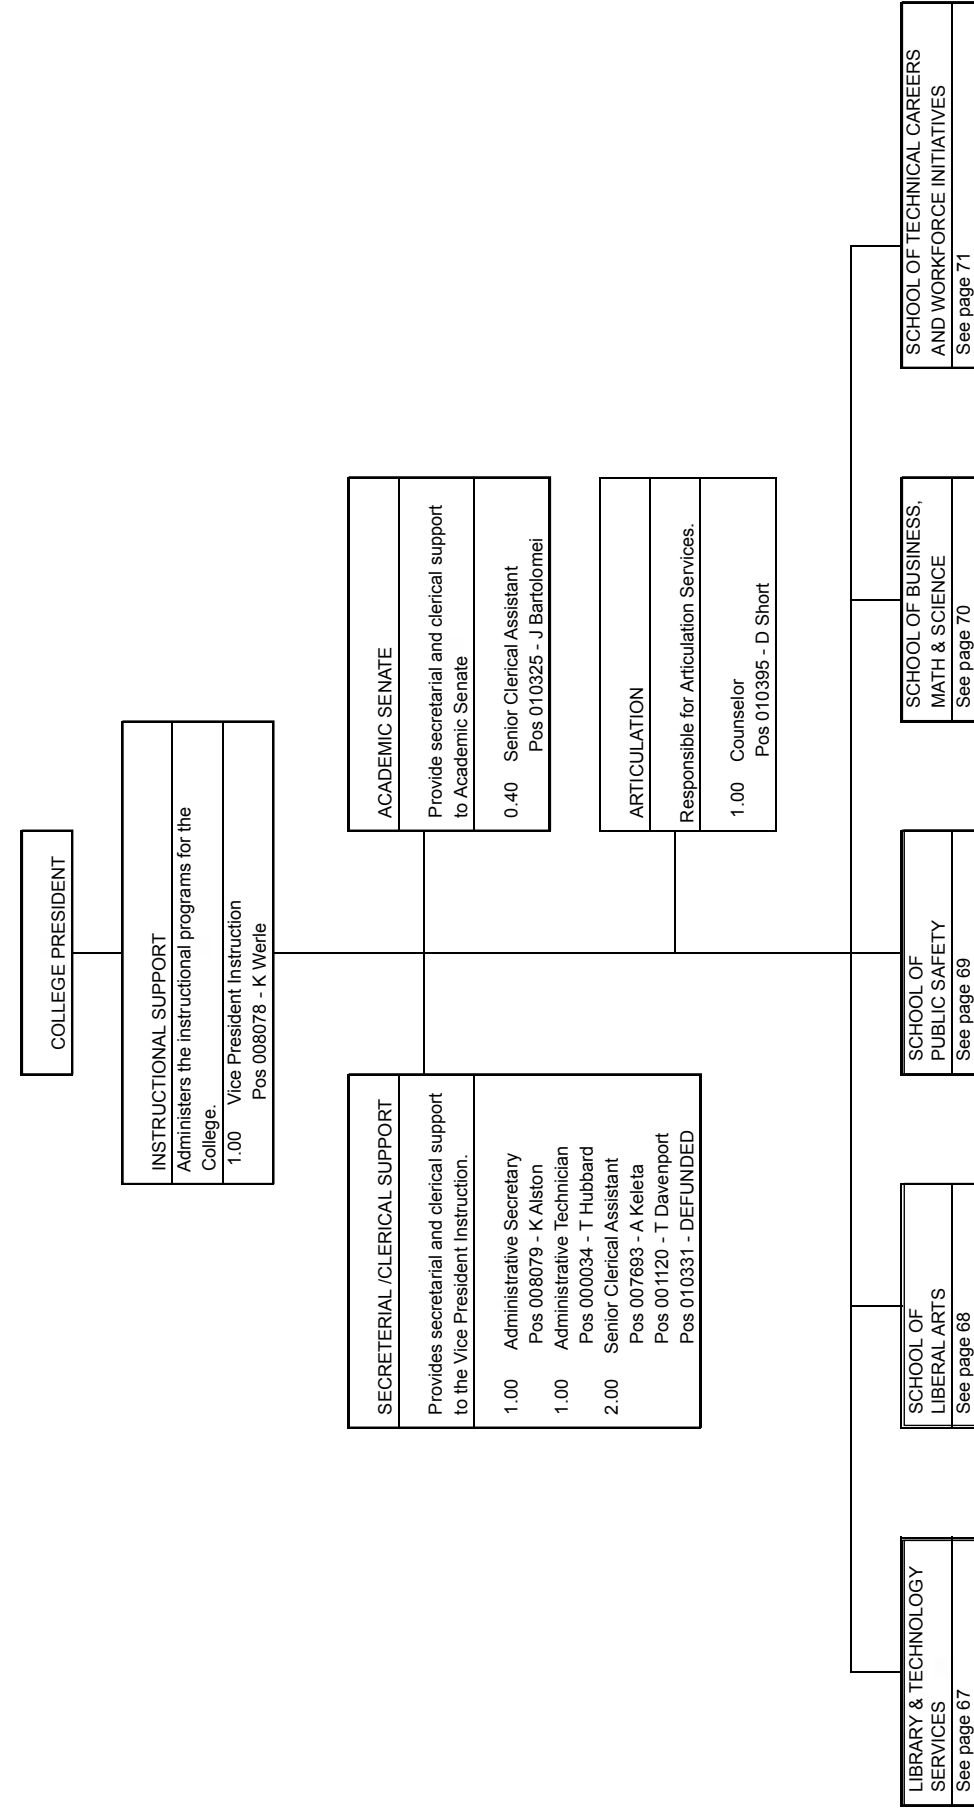 COLLEGE PRESIDENT
INSTRUCTIONAL SUPPORT
Administers the instructional programs for the
College.
1.00 Vice President Instruction
Pos 008078 - K Werle
SECRETERIAL /CLERICAL SUPPORT
Provides secretarial and clerical support
to the Vice President Instruction.
1.00 Administrative Secretary
Pos 008079 - K Alston
1.00 Administrative Technician
Pos 000034 - T Hubbard
2.00 Senior Clerical Assistant
Pos 007693 - A Keleta
Pos 001120 - T Davenport
Pos 010331 - DEFUNDED
ACADEMIC SENATE
Provide secretarial and clerical support
to Academic Senate
0.40 Senior Clerical Assistant
Pos 010325 - J Bartolomei
ARTICULATION
Responsible for Articulation Services.
1.00 Counselor
Pos 010395 - D Short
LIBRARY & TECHNOLOGY
SERVICES
See page 67
SCHOOL OF
LIBERAL ARTS
See page 68
SCHOOL OF
PUBLIC SAFETY
See page 69
SCHOOL OF BUSINESS,
MATH & SCIENCE
See page 70
SCHOOL OF TECHNICAL CAREERS
AND WORKFORCE INITIATIVES
See page 71